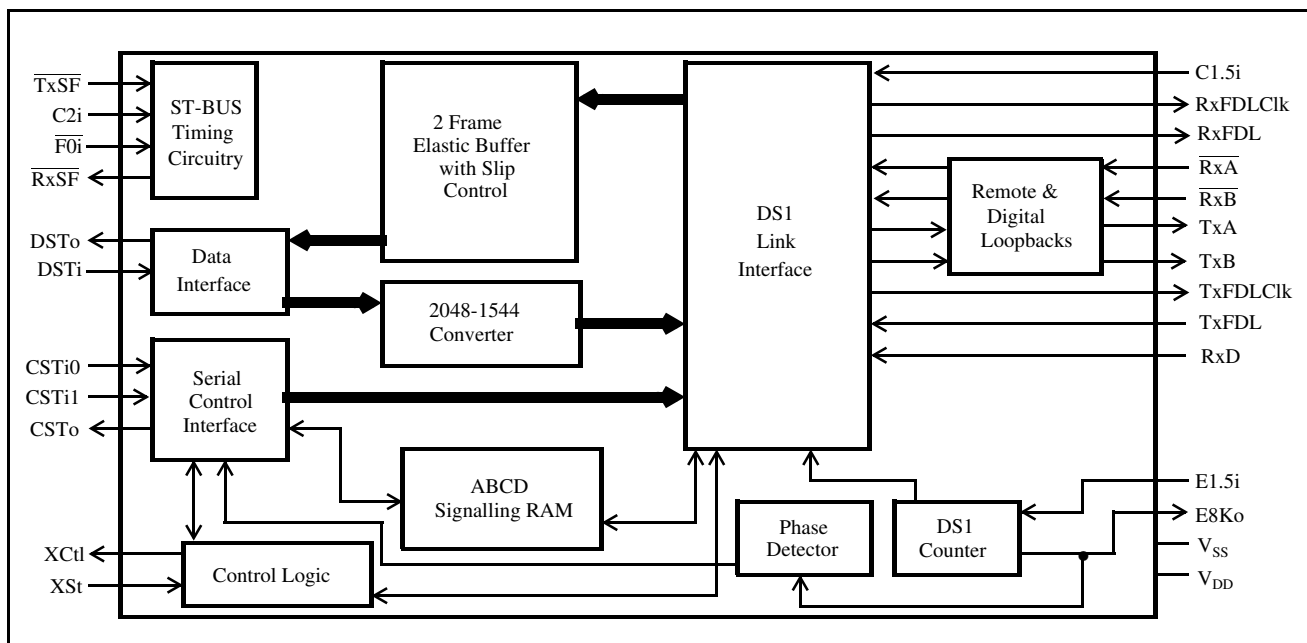 TxSF
C2i
F0i
RxSF
DSTo
DSTi
CSTi0
CSTi1
CSTo
XCtl
XSt
ST-BUS
Timing
Circuitry
Data
Interface
Serial
Control
Interface
Control Logic
2 Frame
Elastic Buffer
with Slip
Control
2048-1544
Converter
ABCD
Signalling RAM
DS1
Link
Interface
Phase
Detector
DS1
Counter
Remote &
Digital
Loopbacks
C1.5i
RxFDLClk
RxFDL
RxA
RxB
TxA
TxB
TxFDLClk
TxFDL
RxD
E1.5i
E8Ko
VSS
VDD